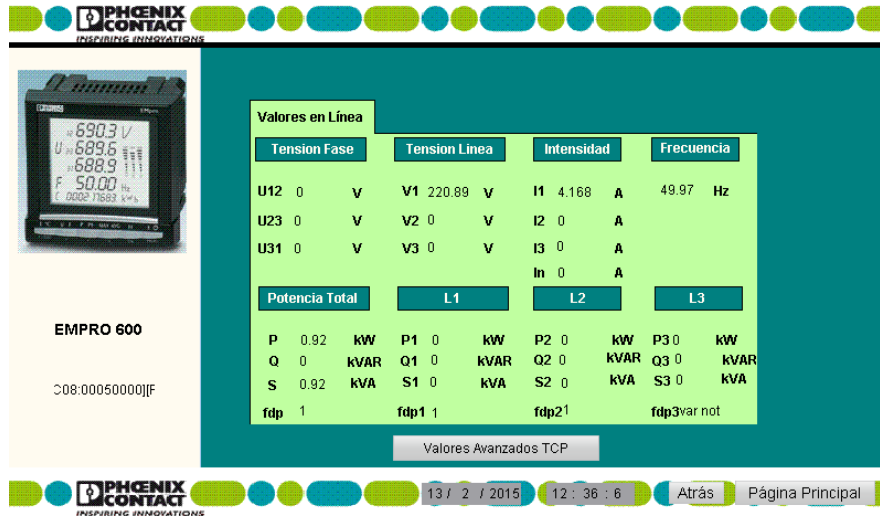 PHŒNIX
CONTACT
INSPIRING INNOVATIONS
690.3 V
U 689.6
688.9
F 50.00 Hz
Valores en Línea
Tension Fase Tension Linea Intensidad Frecuencia
U12 0 V V1 220.89 V I1 4.168 A 49.97 Hz
U23 0 V V2 0 V I2 0 A
U31 0 V V3 0 V I3 0 A
In 0 A
Potencia Total L1 L2 L3
P 0.92 kW P1 0 kW P2 0 kW P3 0 kW
Q 0 kVAR Q1 0 kVAR Q2 0 kVAR Q3 0 kVAR
S 0.92 kVA S1 0 kVA S2 0 kVA S3 0 kVA
fdp 1 fdp1 1 fdp2 1 fdp3 var not
EMPRO 600
C08:00050000][F
Valores Avanzados TCP
PHŒNIX
CONTACT
INSPIRING INNOVATIONS
13 / 2 / 2015 12 : 36 : 6 Atrás Página Principal